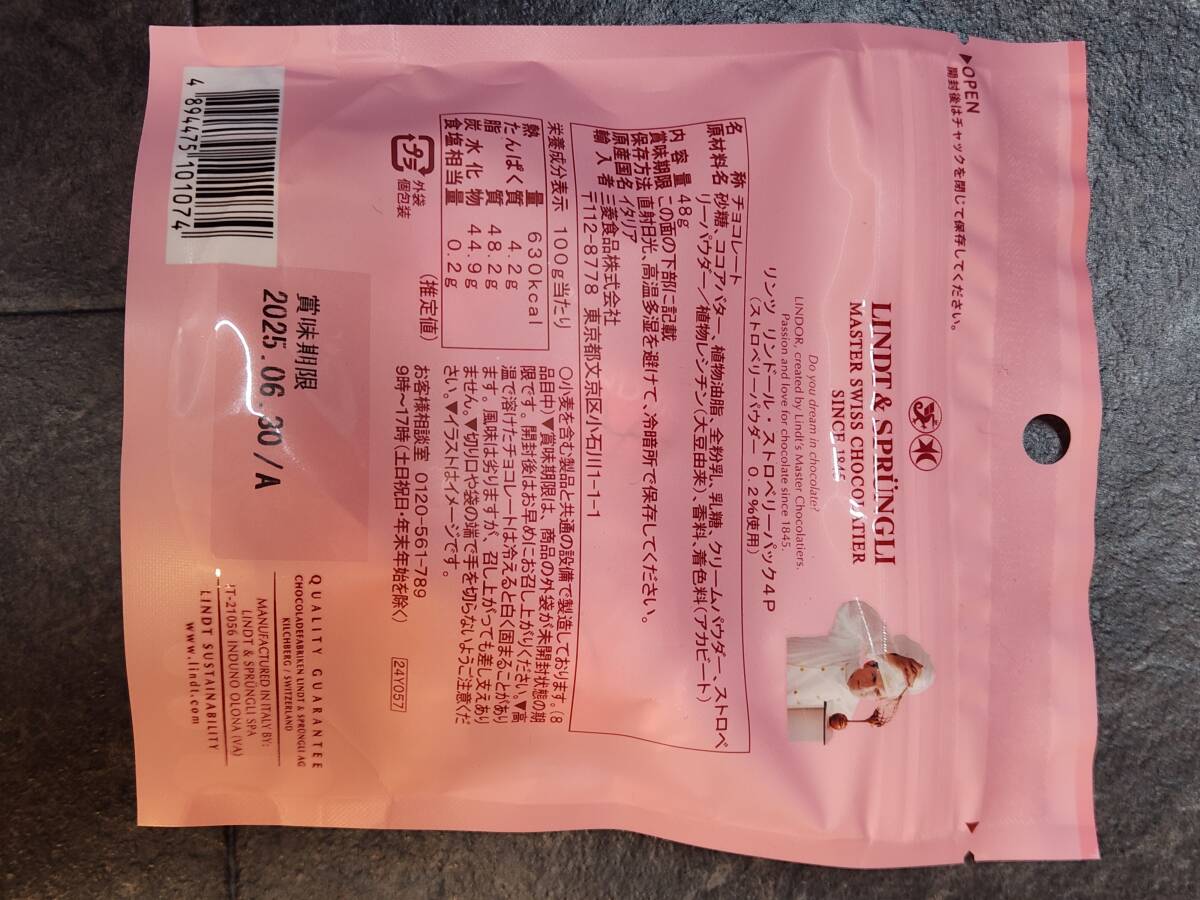 ▶OPEN
開封後はチャックを閉じて保存してください。
LINDT & SPRÜNGLI
MASTER SWISS CHOCOLATIER
SINCE 1845
Do you dream in chocolate?
LINDOR, created by Lindt's Master Chocolatiers.
Passion and love for chocolate since 1845.
リンツ リンドール・ストロベリーパック4P
(ストロベリーパウダー 0.2%使用)
名称 チョコレート
原材料名 砂糖、ココアバター、植物油脂、全粉乳、乳糖、クリームパウダー、ストロベ
リーパウダー/植物レシチン(大豆由来)、香料、着色料(アカビート)
内容量 48g
賞味期限 この面の下部に記載
保存方法 直射日光、高温多湿を避けて、冷暗所で保存してください。
原産国名 イタリア
輸入者 三菱食品株式会社
〒112-8778 東京都文京区小石川1-1-1
栄養成分表示 100g当たり
熱量 630kcal
たんぱく質 4.2g
脂質 48.2g
炭水化物 44.9g
食塩相当量 0.2g
(推定値)
プラ
外袋
個包装
○小麦を含む製品と共通の設備で製造しております。(8
品目中)▼賞味期限は、商品の外袋が未開封状態の期
限です。開封後はお早めにお召し上がりください。▼高
温で溶けたチョコレートは冷えると白く固まることがあり
ます。風味は劣りますが、召し上がっても差し支えあり
ません。▼切り口や袋の端で手を切らないようご注意くだ
さい。▼イラストはイメージです。
お客様相談室 0120-561-789
9時~17時(土日祝日・年末年始を除く)
24Y057
賞味期限
2025.06.30/A
4 894475 101074
QUALITY GUARANTEE
CHOCOLADEFABRIKEN LINDT & SPRÜNGLI AG
KILCHBERG / SWITZERLAND
MANUFACTURED IN ITALY BY:
LINDT & SPRÜNGLI SPA
IT-21056 INDUNO OLONA (VA)
LINDT SUSTAINABILITY
www.lindt.com